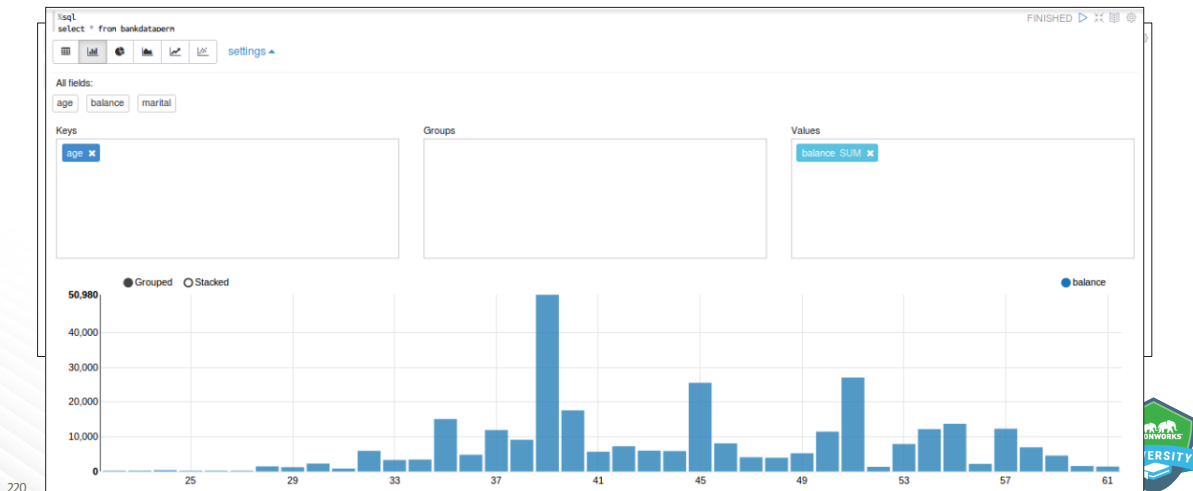 %sql
select * from bankdataperm
FINISHED
settings
All fields:
age balance marital
Keys Groups Values
age ×
balance SUM ×
Grouped Stacked
balance
50,980
40,000
30,000
20,000
10,000
0
25 29 33 37 41 45 49 53 57 61
220